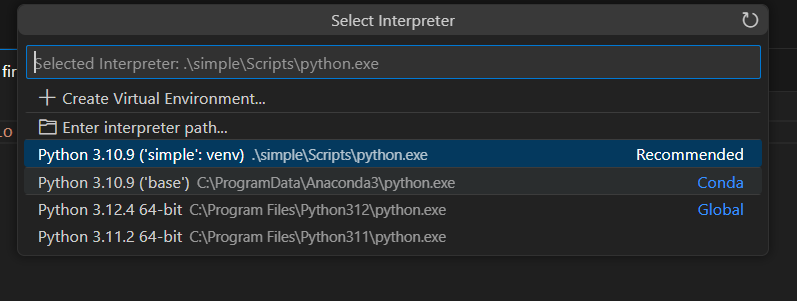 Select Interpreter
Selected Interpreter: .\simple\Scripts\python.exe
fir
Create Virtual Environment...
Enter interpreter path...
lo
Python 3.10.9 ('simple': venv) .\simple\Scripts\python.exe Recommended
Python 3.10.9 ('base') C:\ProgramData\Anaconda3\python.exe Conda
Python 3.12.4 64-bit C:\Program Files\Python312\python.exe Global
Python 3.11.2 64-bit C:\Program Files\Python311\python.exe